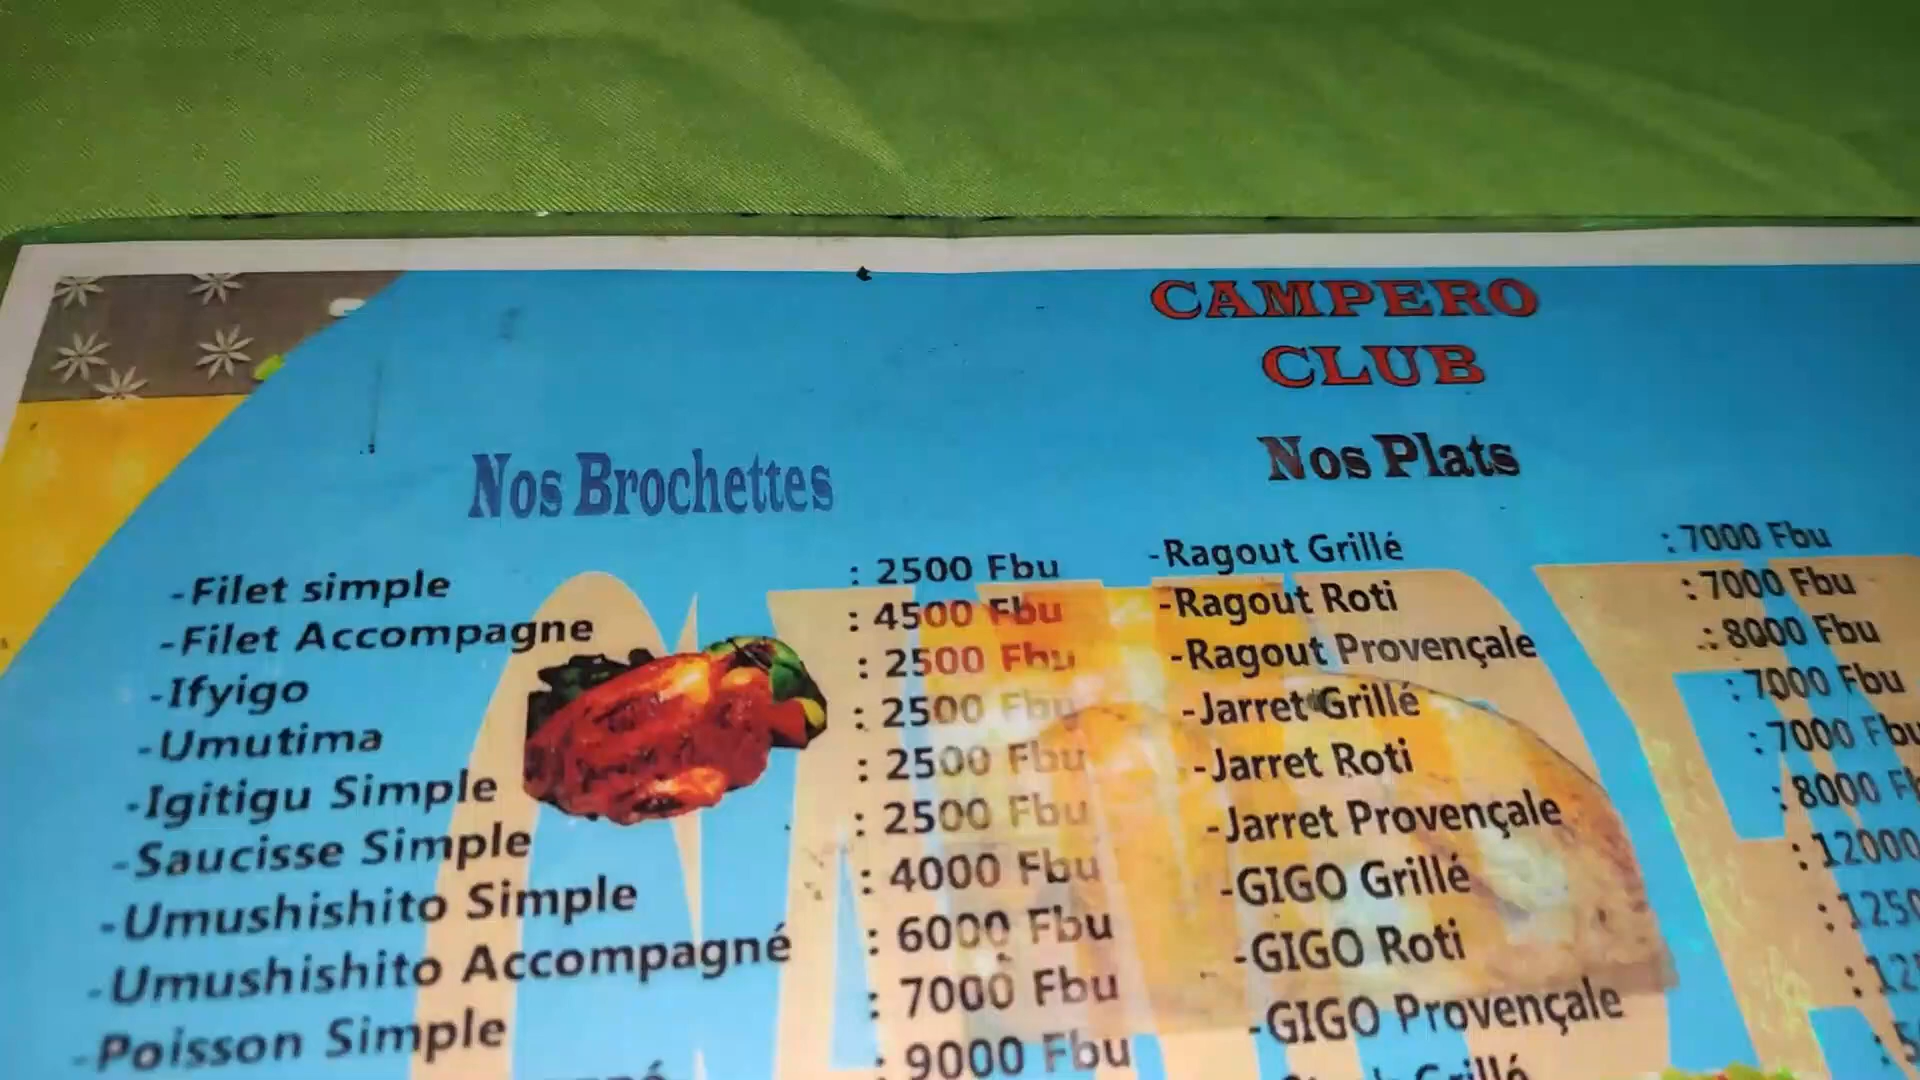 CAMPERO
CLUB
Nos Brochettes
-Filet simple : 2500 Fbu
-Filet Accompagne : 4500 Fbu
-Ifyigo : 2500 Fbu
-Umutima : 2500 Fbu
-Igitigu Simple : 2500 Fbu
-Saucisse Simple : 2500 Fbu
-Umushishito Simple : 4000 Fbu
-Umushishito Accompagné : 6000 Fbu
-Poisson Simple : 7000 Fbu
: 9000 Fbu
Nos Plats
-Ragout Grillé : 7000 Fbu
-Ragout Roti : 7000 Fbu
-Ragout Provençale : 8000 Fbu
-Jarret Grillé : 7000 Fbu
-Jarret Roti : 7000 Fbu
-Jarret Provençale : 8000
-GIGO Grillé : 12000
-GIGO Roti
-GIGO Provençale